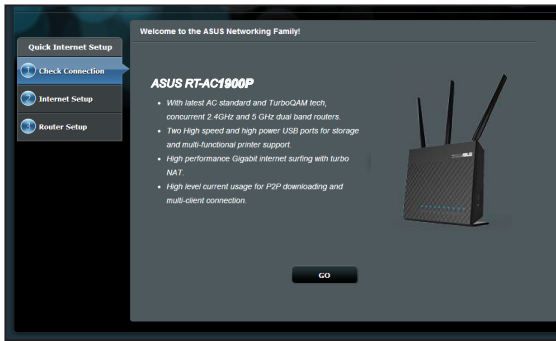 Welcome to the ASUS Networking Family!
Quick Internet Setup
1 Check Connection
2 Internet Setup
3 Router Setup
ASUS RT-AC1900P
• With latest AC standard and TurboQAM tech,
concurrent 2.4GHz and 5 GHz dual band routers.
• Two High speed and high power USB ports for storage
and multi-functional printer support.
• High performance Gigabit internet surfing with turbo
NAT.
• High level current usage for P2P downloading and
multi-client connection.
GO